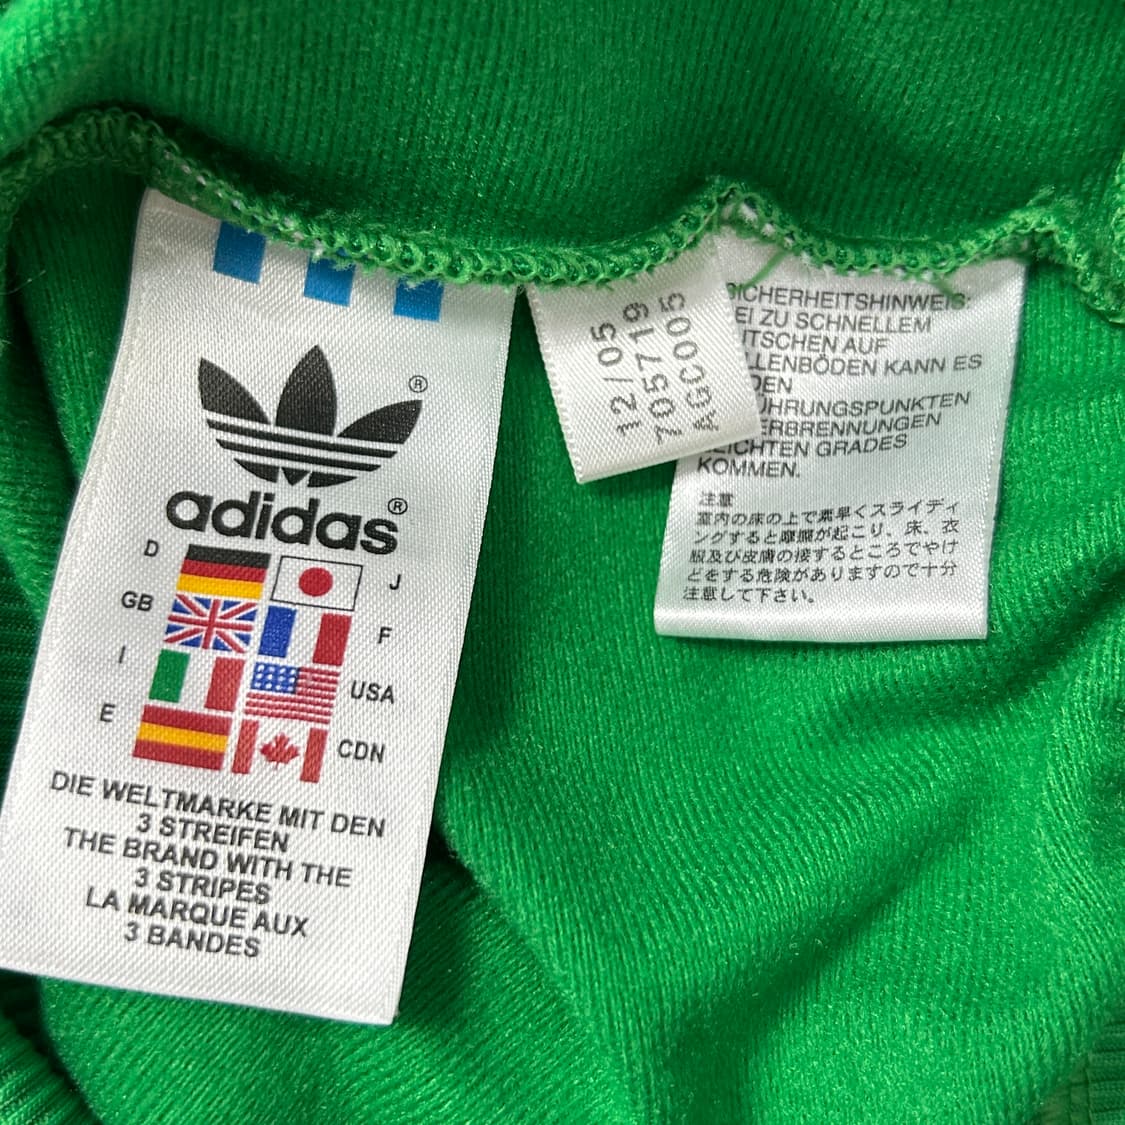 ®
adidas®
D
J
GB
F
I
USA
E
CDN
DIE WELTMARKE MIT DEN
3 STREIFEN
THE BRAND WITH THE
3 STRIPES
LA MARQUE AUX
3 BANDES
12/05
705719
AGC005
SICHERHEITSHINWEIS:
EI ZU SCHNELLEM
ITSCHEN AUF
LLENBÖDEN KANN ES
DEN
ÜHRUNGSPUNKTEN
ERBRENNUNGEN
LEICHTEN GRADES
KOMMEN.
注意
室内の床の上で素早くスライディ
ングすると摩擦が起こり、床、衣
服及び皮膚の接するところでやけ
どをする危険がありますので十分
注意して下さい。